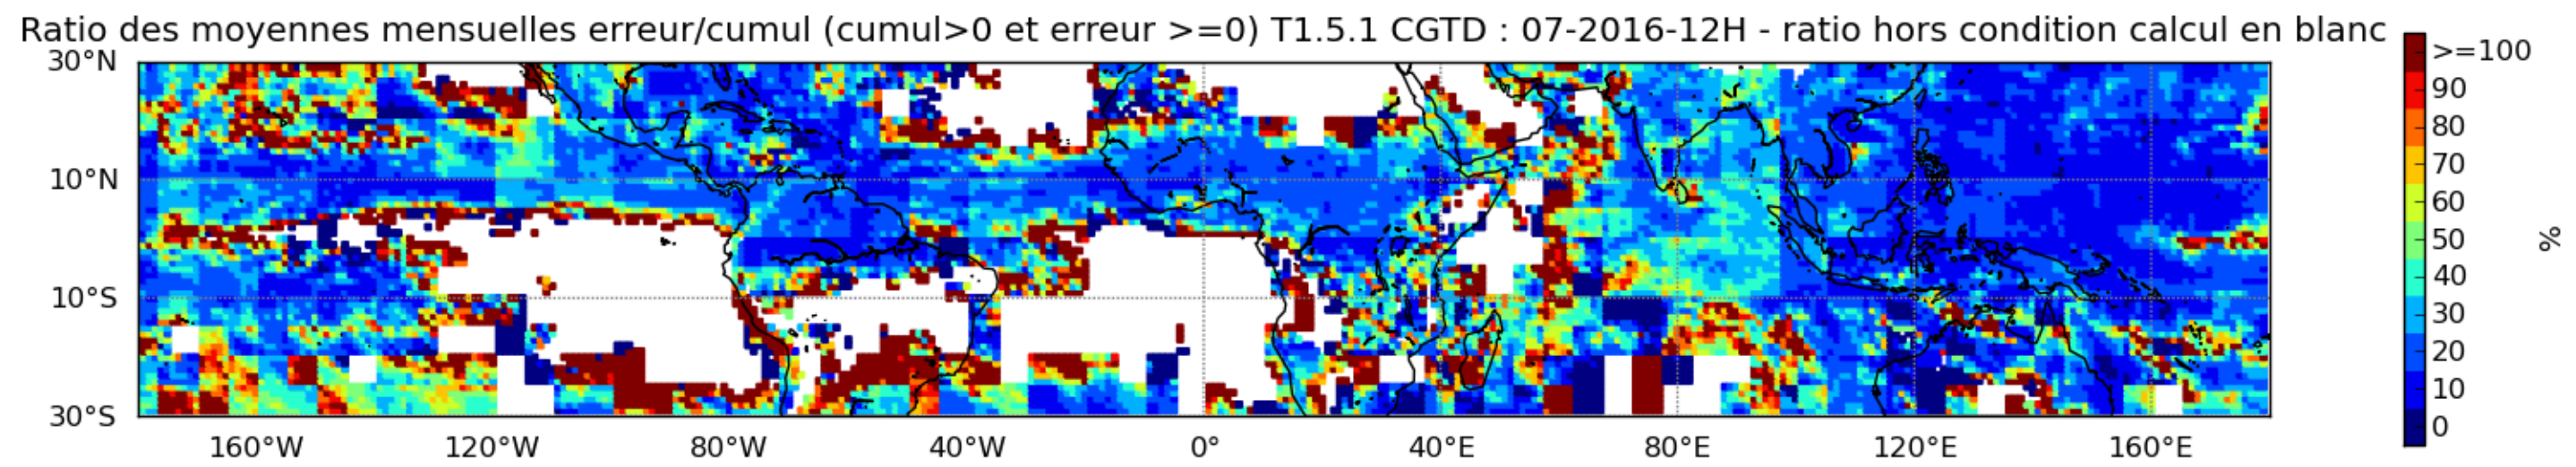 Ratio des moyennes mensuelles erreur/cumul (cumul>0 et erreur >=0) T1.5.1 CGTD : 07-2016-12H - ratio hors condition calcul en blanc
30°N
10°N
10°S
30°S
160°W
120°W
80°W
40°W
0°
40°E
80°E
120°E
160°E
>=100
90
80
70
60
50
40
30
20
10
0
%